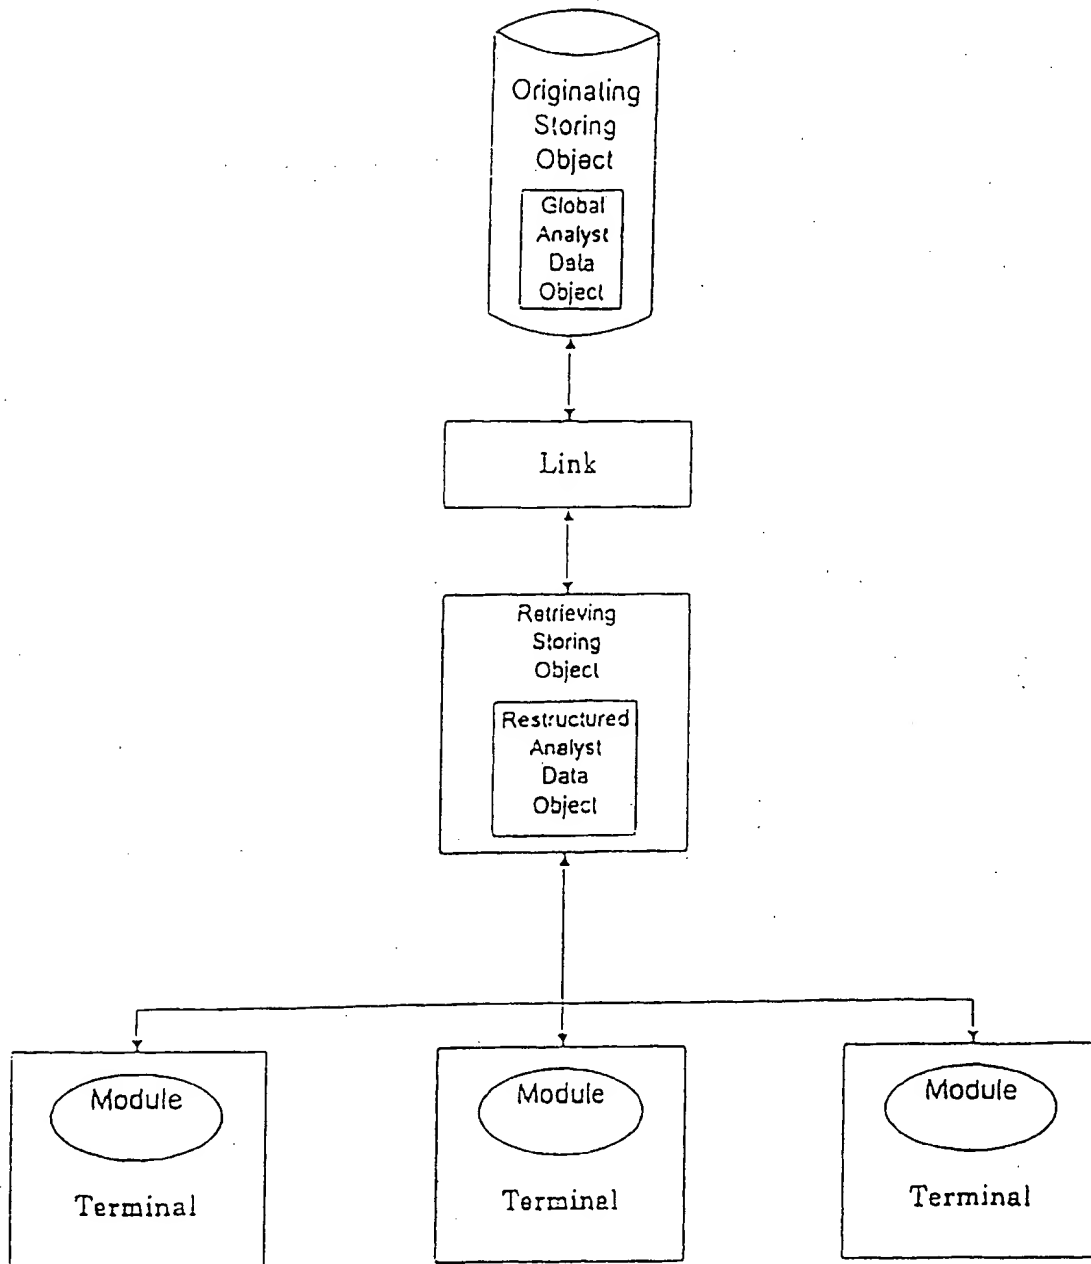 Originating
Storing
Object
Global
Analyst
Data
Object
Link
Retrieving
Storing
Object
Restructured
Analyst
Data
Object
Module
Terminal
Module
Terminal
Module
Terminal